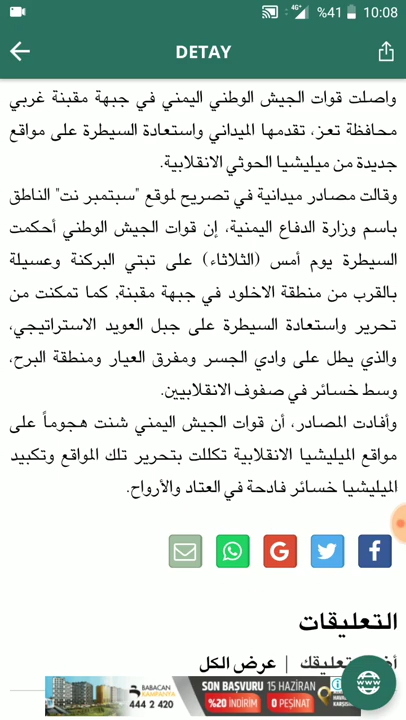 %41 10:08
4G+
DETAY
واصلت قوات الجيش الوطني اليمني في جبهة مقبنة غربي
محافظة تعز، تقدمها الميداني واستعادة السيطرة على مواقع
جديدة من ميليشيا الحوثي الانقلابية.
وقالت مصادر ميدانية في تصريح لموقع "سبتمبر نت" الناطق
باسم وزارة الدفاع اليمنية، إن قوات الجيش الوطني أحكمت
السيطرة يوم أمس (الثلاثاء) على تبتي البركنة وعسيلة
بالقرب من منطقة الاخلود في جبهة مقبنة, كما تمكنت من
تحرير واستعادة السيطرة على جبل العويد الاستراتيجي،
والذي يطل على وادي الجسر ومفرق العيار ومنطقة البرح،
وسط خسائر في صفوف الانقلابيين.
وأفادت المصادر، أن قوات الجيش اليمني شنت هجوماً على
مواقع الميليشيا الانقلابية تكللت بتحرير تلك المواقع وتكبيد
الميليشيا خسائر فادحة في العتاد والأرواح.
التعليقات
تعليقك | عرض الكل
BABACAN KAMPANYA
444 2 420
SON BAŞVURU 15 HAZİRAN
%20 İNDİRİM 0 PEŞİNAT
WWW